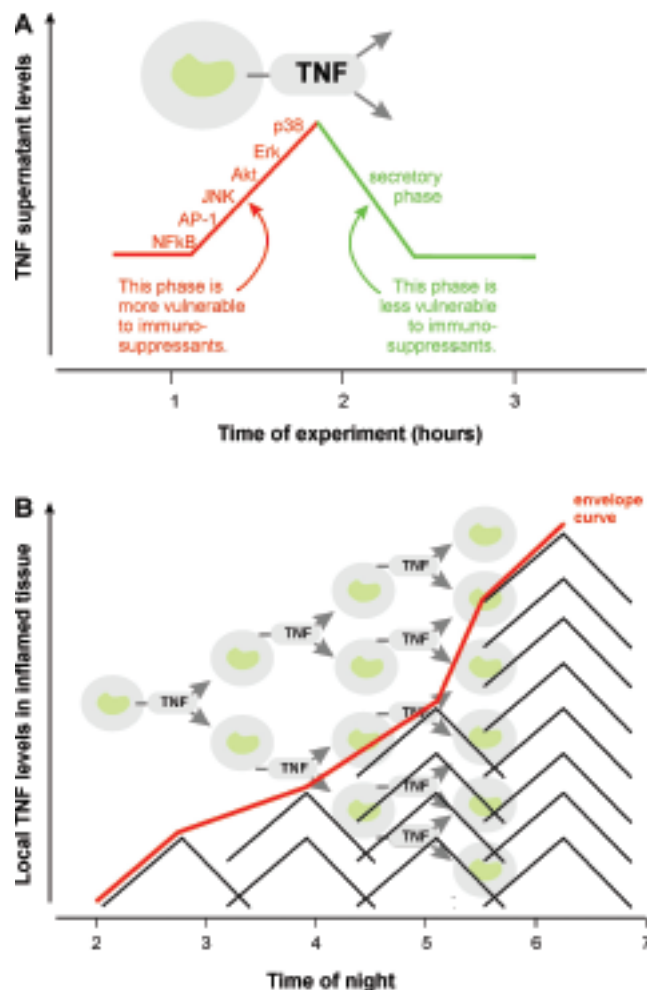 A
TNF supernatant levels
TNF
p38
Erk
Akt
JNK
AP-1
NFkB
secretory
phase
This phase is
more vulnerable
to immuno-
suppressants.
This phase is
less vulnerable
to immuno-
suppressants.
1
2
3
Time of experiment (hours)
B
Local TNF levels in inflamed tissue
envelope
curve
TNF
TNF
TNF
TNF
TNF
TNF
TNF
TNF
2
3
4
5
6
7
Time of night